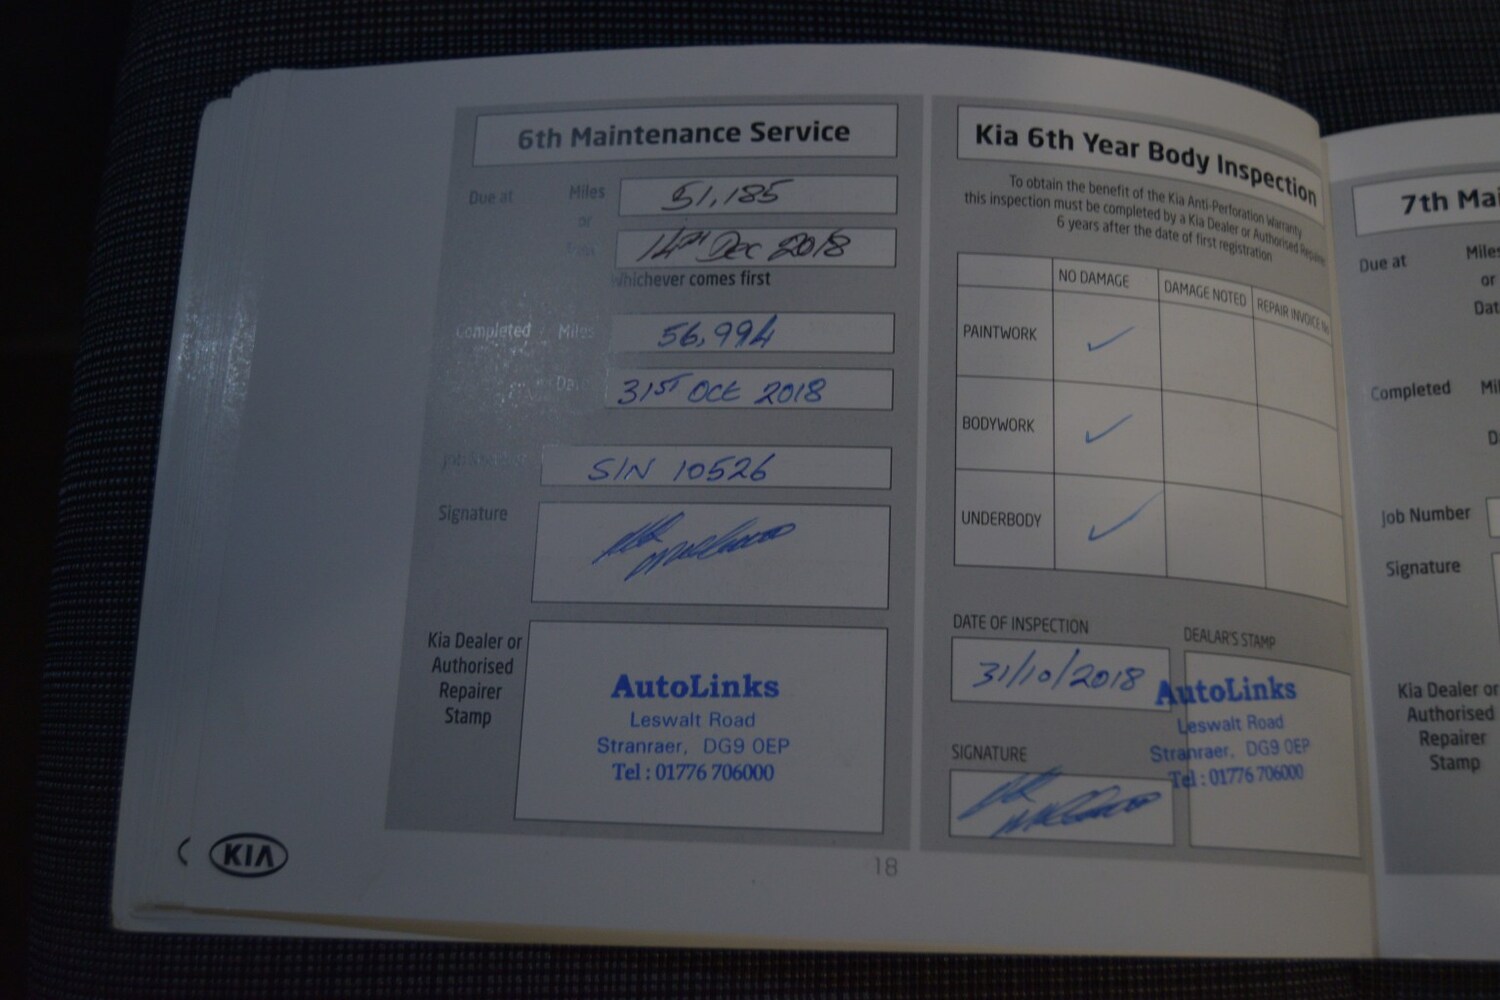 6th Maintenance Service
Due at Miles 51,185
or
14th Dec 2018
Whichever comes first
Completed Miles 56,994
Date 31ST Oct 2018
SIN 10526
Signature
Kia Dealer or
Authorised
Repairer
Stamp
AutoLinks
Leswalt Road
Stranraer, DG9 0EP
Tel : 01776 706000
KIA
18
Kia 6th Year Body Inspection
To obtain the benefit of the Kia Anti-Perforation Warranty
this inspection must be completed by a Kia Dealer or Authorised Repairer
6 years after the date of first registration
NO DAMAGE DAMAGE NOTED REPAIR INVOICE
PAINTWORK ✓
BODYWORK ✓
UNDERBODY ✓
DATE OF INSPECTION
31/10/2018
DEALAR'S STAMP
AutoLinks
Leswalt Road
Stranraer, DG9 0EP
Tel : 01776 706000
SIGNATURE
7th Mai
Due at Miles
or
Dat
Completed Mil
D
Job Number
Signature
Kia Dealer or
Authorised
Repairer
Stamp